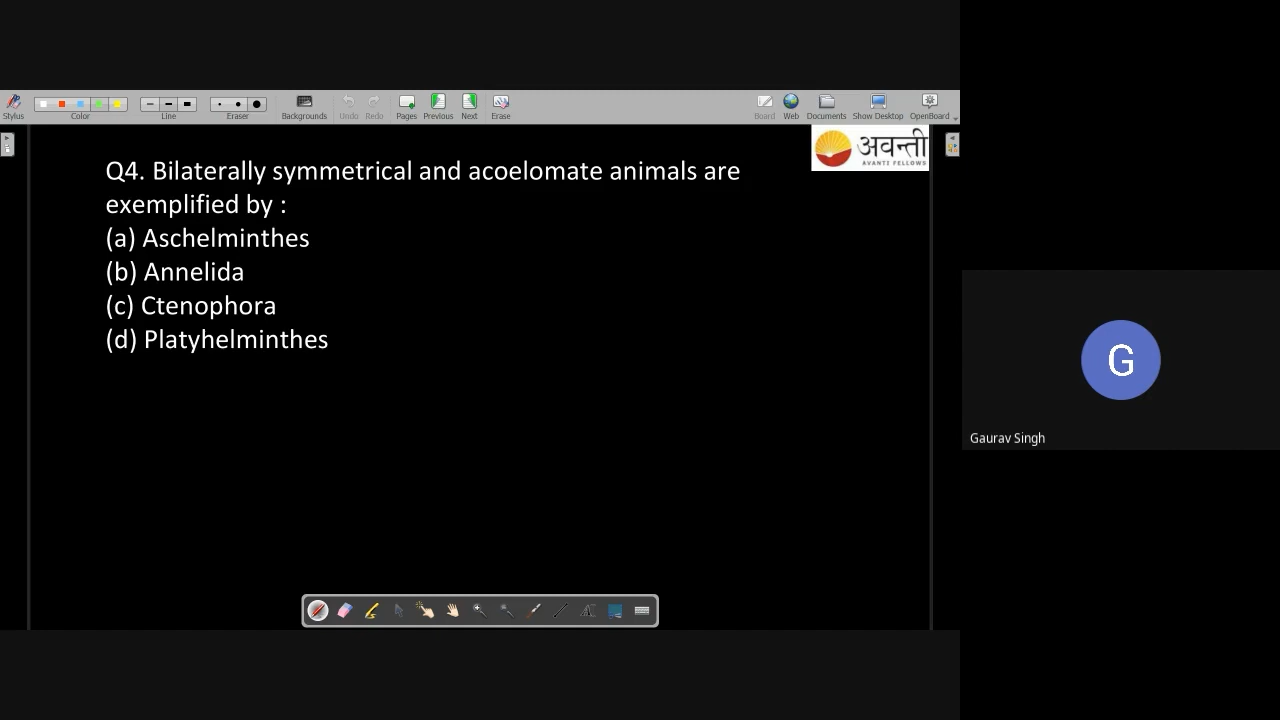 Stylus
Color
Line
Eraser
Backgrounds
Undo
Redo
Pages
Previous
Next
Erase
Board
Web
Documents
Show Desktop
OpenBoard
अवन्ती
AVANTI FELLOWS
Q4. Bilaterally symmetrical and acoelomate animals are
exemplified by :
(a) Aschelminthes
(b) Annelida
(c) Ctenophora
(d) Platyhelminthes
G
Gaurav Singh